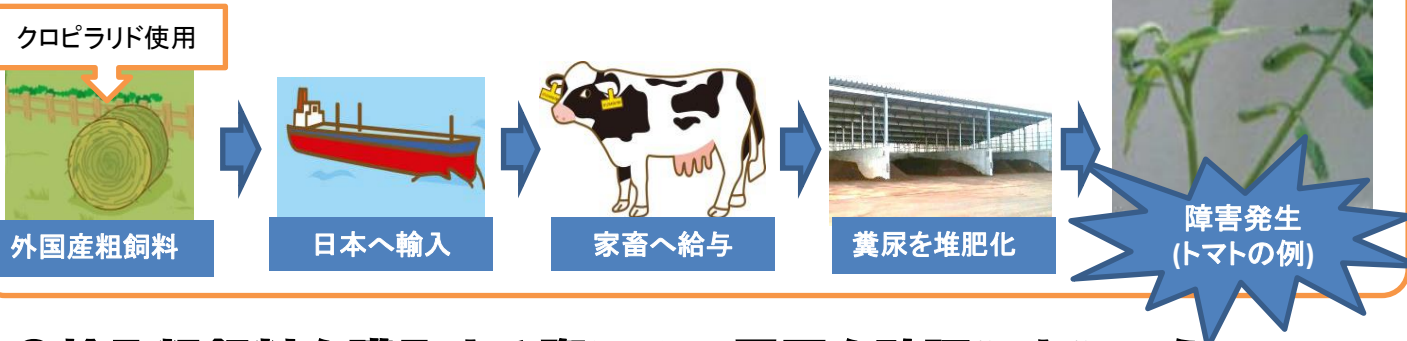 クロピラリド使用
外国産粗飼料
日本へ輸入
家畜へ給与
糞尿を堆肥化
障害発生
(トマトの例)